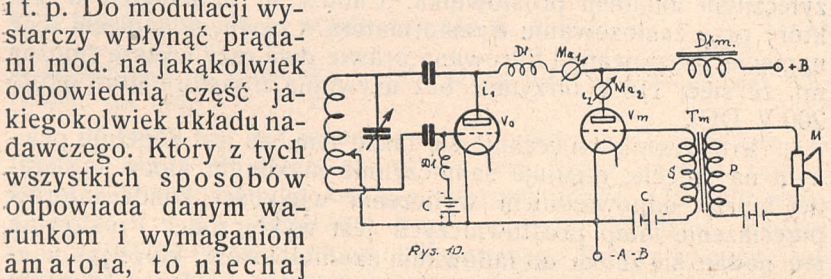 i t. p. Do modulacji wy-
starczy wpłynąć prąda-
mi mod. na jakąkolwiek
odpowiednią część ja-
kiegokolwiek układu na-
dawczego. Który z tych
wszystkich sposobów
odpowiada danym wa-
runkom i wymaganiom
amatora, to niechaj
Dł. Ma₁ Dłm. +B
i₁ i₂ Ma₂
V₀ Vm Tm M
Dł S P
C
Rys. 10. -A-B